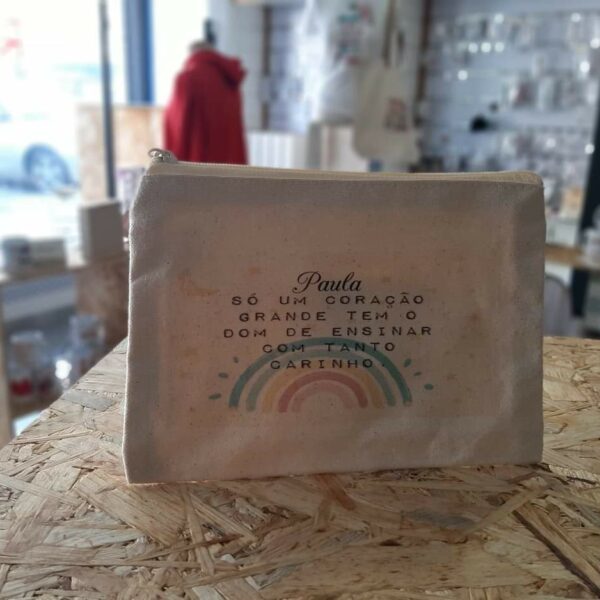 Paula
SÓ UM CORAÇÃO
GRANDE TEM O
DOM DE ENSINAR
COM TANTO
CARINHO.